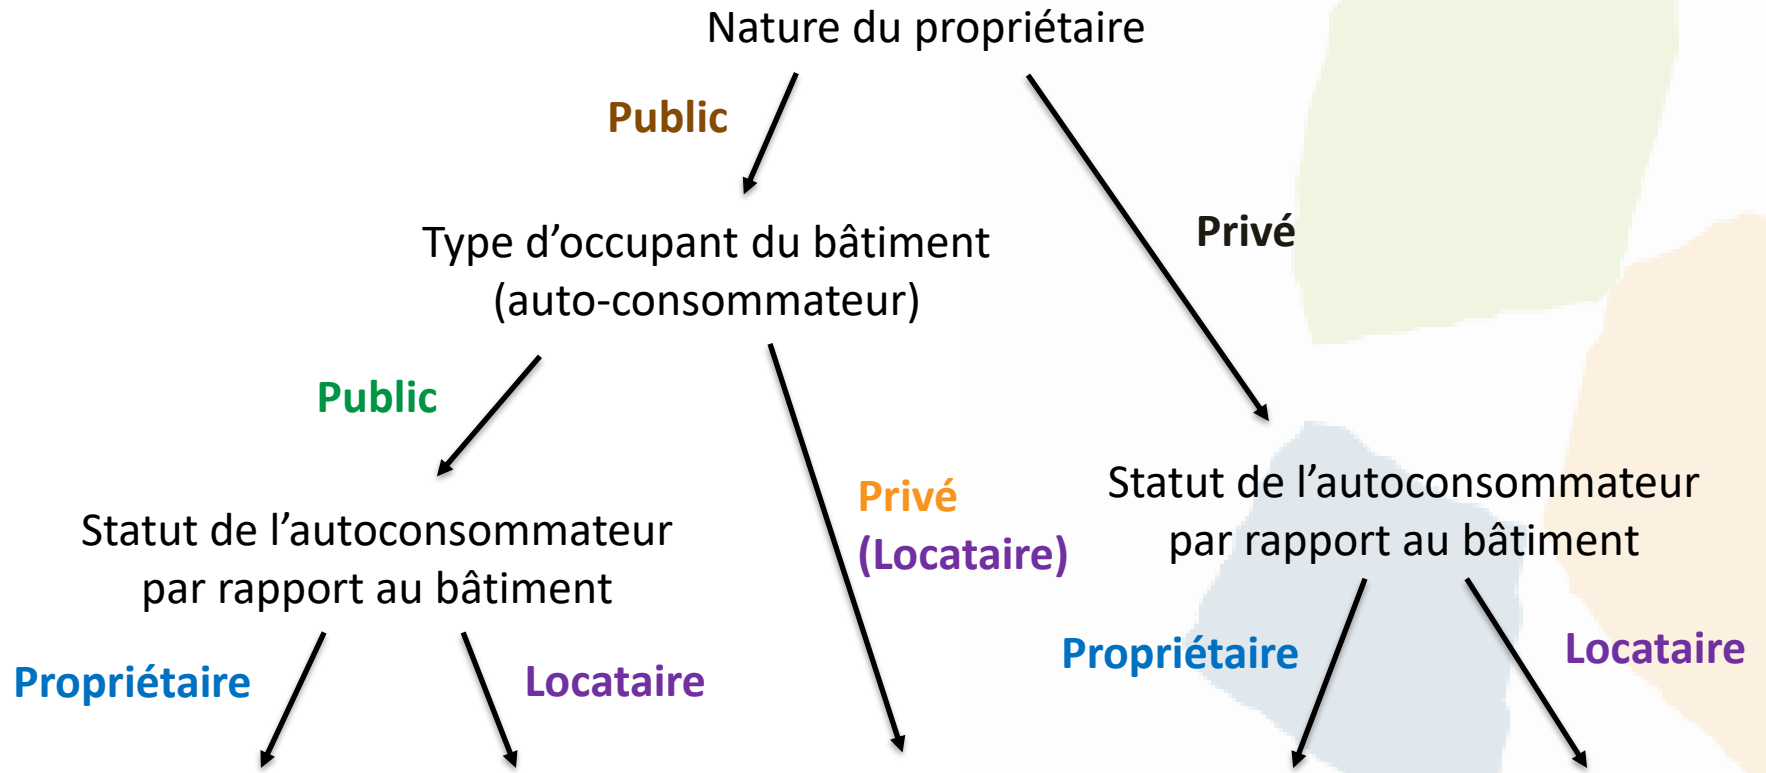 Nature du propriétaire
Public
Privé
Type d’occupant du bâtiment
(auto-consommateur)
Public
Privé
(Locataire)
Statut de l’autoconsommateur
par rapport au bâtiment
Statut de l’autoconsommateur
par rapport au bâtiment
Propriétaire
Locataire
Propriétaire
Locataire